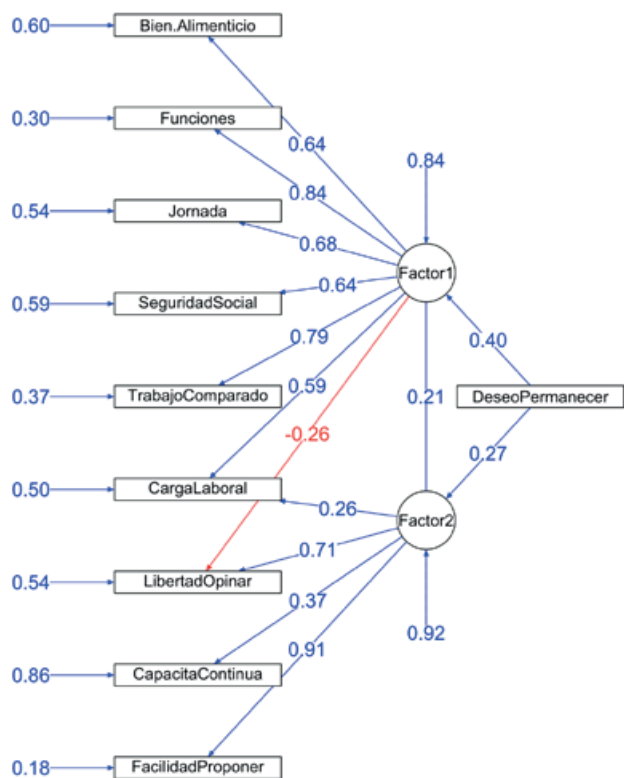 0.60 Bien.Alimenticio
0.30 Funciones
0.64
0.84
0.84
0.54 Jornada
0.68
Factor1
0.59 SeguridadSocial
0.64
0.79
0.40
0.37 TrabajoComparado
0.59
0.21
DeseoPermanecer
-0.26
0.27
0.50 CargaLaboral
0.26
Factor2
0.71
0.54 LibertadOpinar
0.37
0.92
0.86 CapacitaContinua
0.91
0.18 FacilidadProponer